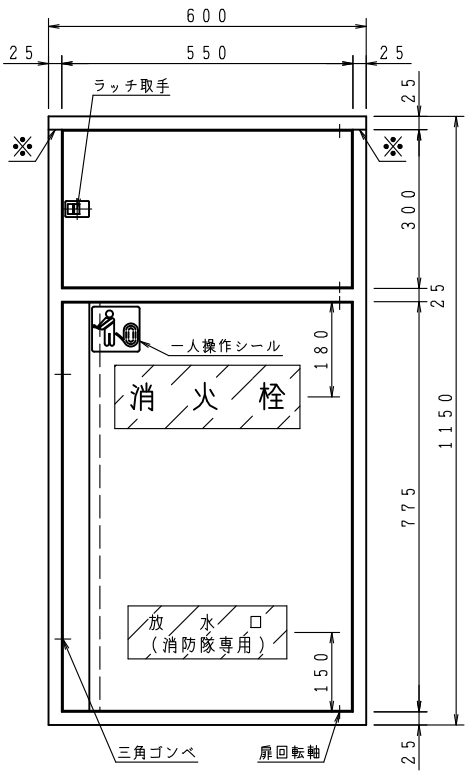 600
25
550
25
ラッチ取手
25
※
※
300
25
180
一人操作シール
消火栓
1150
775
放水口
(消防隊専用)
150
三角ゴンベ
扉回転軸
25